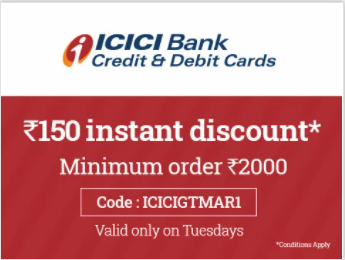 ICICI Bank
Credit & Debit Cards
₹150 instant discount*
Minimum order ₹2000
Code : ICICIGTMAR1
Valid only on Tuesdays
*Conditions Apply